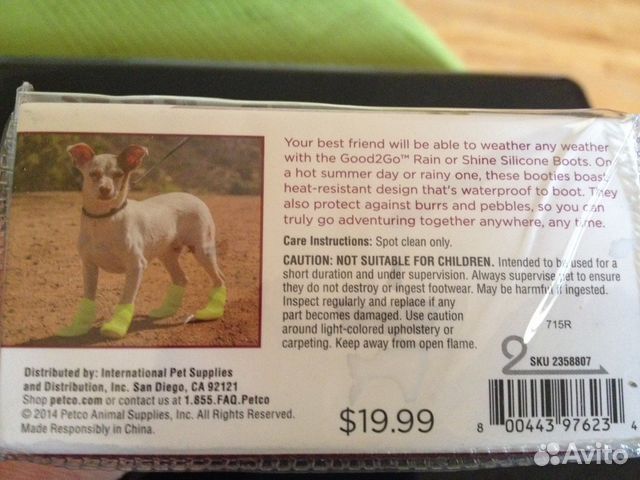 Your best friend will be able to weather any weather
with the Good2Go™ Rain or Shine Silicone Boots. On
a hot summer day or rainy one, these booties boast
heat-resistant design that's waterproof to boot. They
also protect against burrs and pebbles, so you can
truly go adventuring together anywhere, any time.
Care Instructions: Spot clean only.
CAUTION: NOT SUITABLE FOR CHILDREN. Intended to be used for a
short duration and under supervision. Always supervise pet to ensure
they do not destroy or ingest footwear. May be harmful if ingested.
Inspect regularly and replace if any
part becomes damaged. Use caution
around light-colored upholstery or
carpeting. Keep away from open flame.
715R
2
SKU 2358807
Distributed by: International Pet Supplies
and Distribution, Inc. San Diego, CA 92121
Shop petco.com or contact us at 1.855.FAQ.Petco
© 2014 Petco Animal Supplies, Inc. All Rights Reserved.
Made Responsibly in China.
$19.99
8 00443 97623 4
Avito